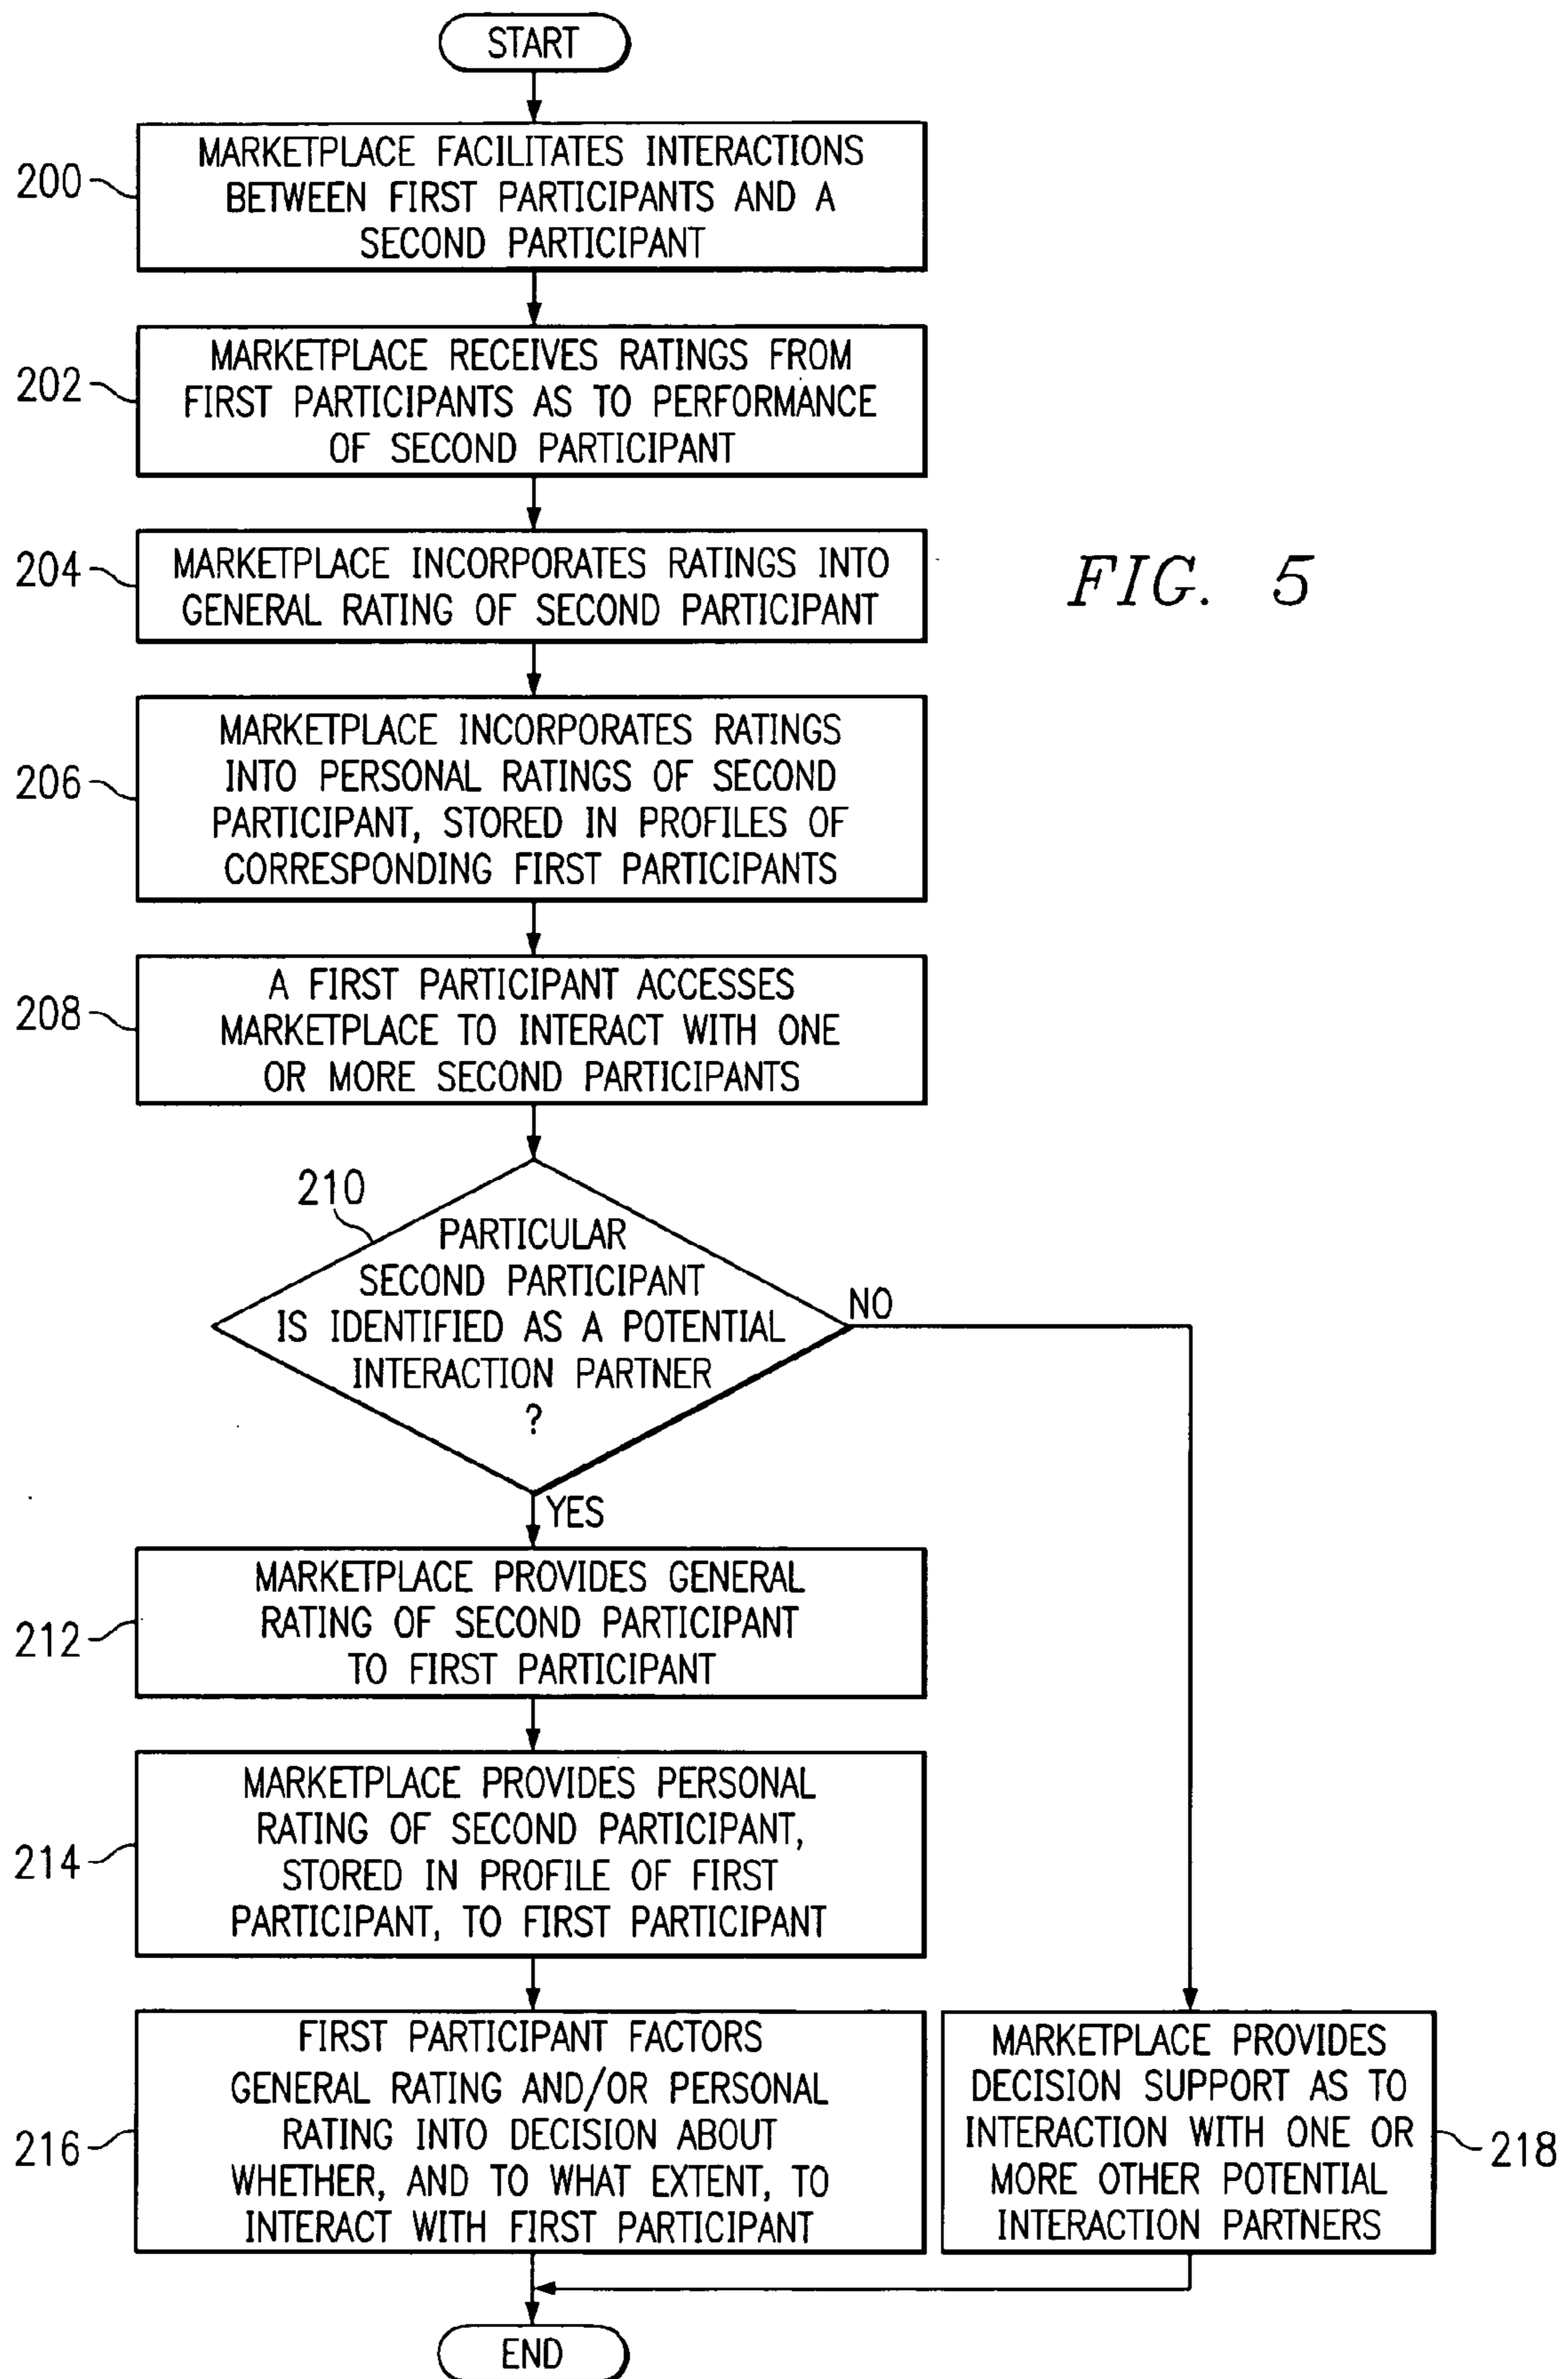 START
200
MARKETPLACE FACILITATES INTERACTIONS
BETWEEN FIRST PARTICIPANTS AND A
SECOND PARTICIPANT
202
MARKETPLACE RECEIVES RATINGS FROM
FIRST PARTICIPANTS AS TO PERFORMANCE
OF SECOND PARTICIPANT
204
MARKETPLACE INCORPORATES RATINGS INTO
GENERAL RATING OF SECOND PARTICIPANT
FIG. 5
206
MARKETPLACE INCORPORATES RATINGS
INTO PERSONAL RATINGS OF SECOND
PARTICIPANT, STORED IN PROFILES OF
CORRESPONDING FIRST PARTICIPANTS
208
A FIRST PARTICIPANT ACCESSES
MARKETPLACE TO INTERACT WITH ONE
OR MORE SECOND PARTICIPANTS
210
PARTICULAR
SECOND PARTICIPANT
IS IDENTIFIED AS A POTENTIAL
INTERACTION PARTNER
?
NO
YES
212
MARKETPLACE PROVIDES GENERAL
RATING OF SECOND PARTICIPANT
TO FIRST PARTICIPANT
214
MARKETPLACE PROVIDES PERSONAL
RATING OF SECOND PARTICIPANT,
STORED IN PROFILE OF FIRST
PARTICIPANT, TO FIRST PARTICIPANT
216
FIRST PARTICIPANT FACTORS
GENERAL RATING AND/OR PERSONAL
RATING INTO DECISION ABOUT
WHETHER, AND TO WHAT EXTENT, TO
INTERACT WITH FIRST PARTICIPANT
MARKETPLACE PROVIDES
DECISION SUPPORT AS TO
INTERACTION WITH ONE OR
MORE OTHER POTENTIAL
INTERACTION PARTNERS
218
END